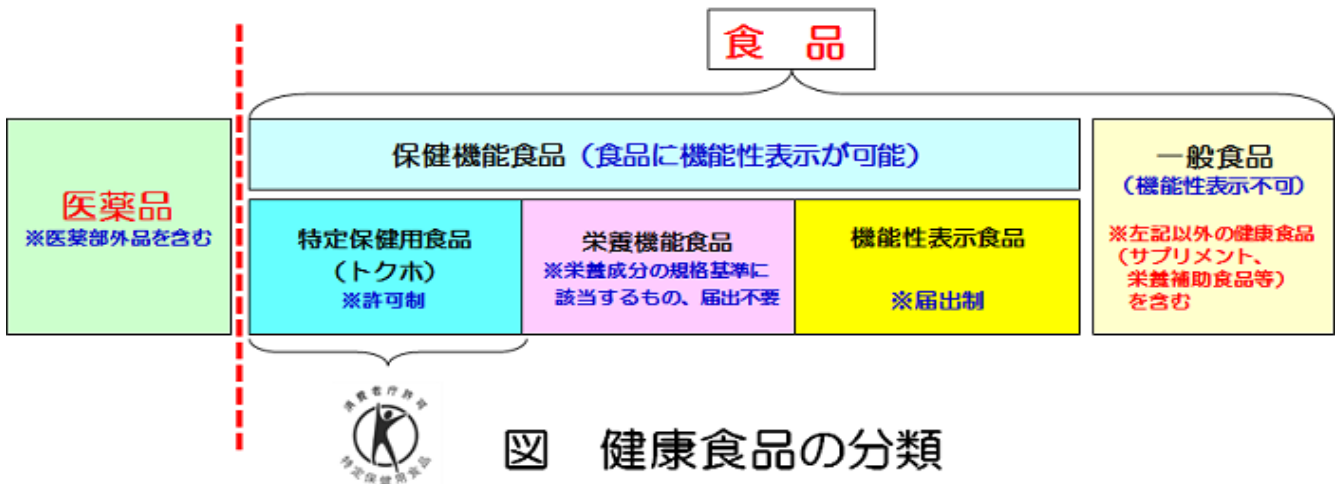 食 品
医薬品
※医薬部外品を含む
保健機能食品（食品に機能性表示が可能）
特定保健用食品
（トクホ）
※許可制
栄養機能食品
※栄養成分の規格基準に
該当するもの、届出不要
機能性表示食品
※届出制
一般食品
（機能性表示不可）
※左記以外の健康食品
（サプリメント、
栄養補助食品等）
を含む
消費者庁許可
特定保健用食品
図 健康食品の分類